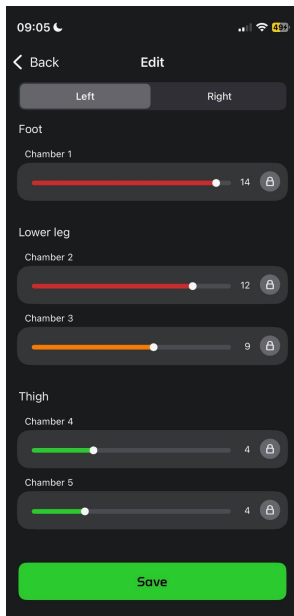 09:05
49
Back
Edit
Left
Right
Foot
Chamber 1
14
Lower leg
Chamber 2
12
Chamber 3
9
Thigh
Chamber 4
4
Chamber 5
4
Save